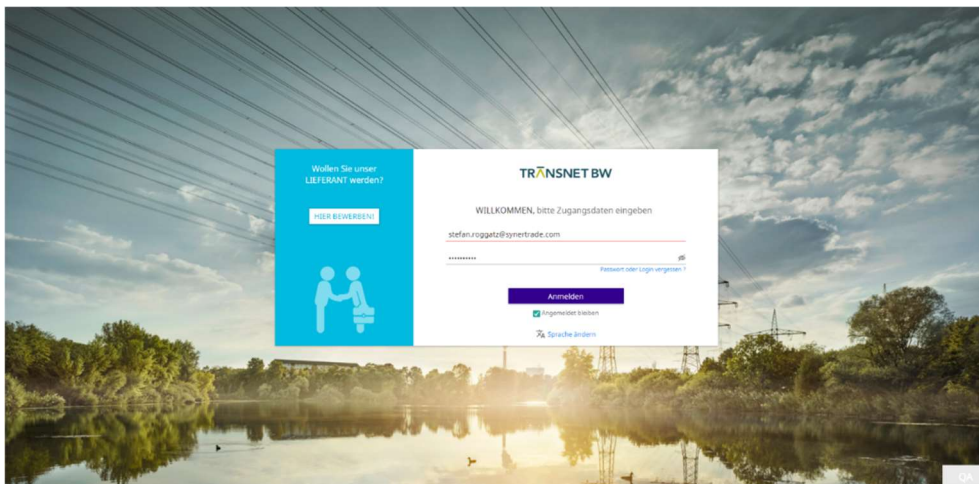 Wollen Sie unser
LIEFERANT werden?
HIER BEWERBEN!
TRANSNET BW
WILLKOMMEN, bitte Zugangsdaten eingeben
stefan.roggatz@synertrade.com
••••••••••
Passwort oder Login vergessen ?
Anmelden
Angemeldet bleiben
Sprache ändern
QA